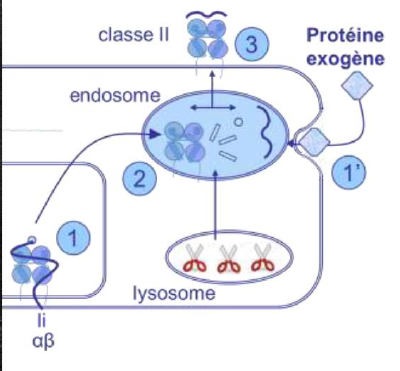 classe II
3
Protéine
exogène
endosome
2
1'
1
lysosome
Ii
αβ